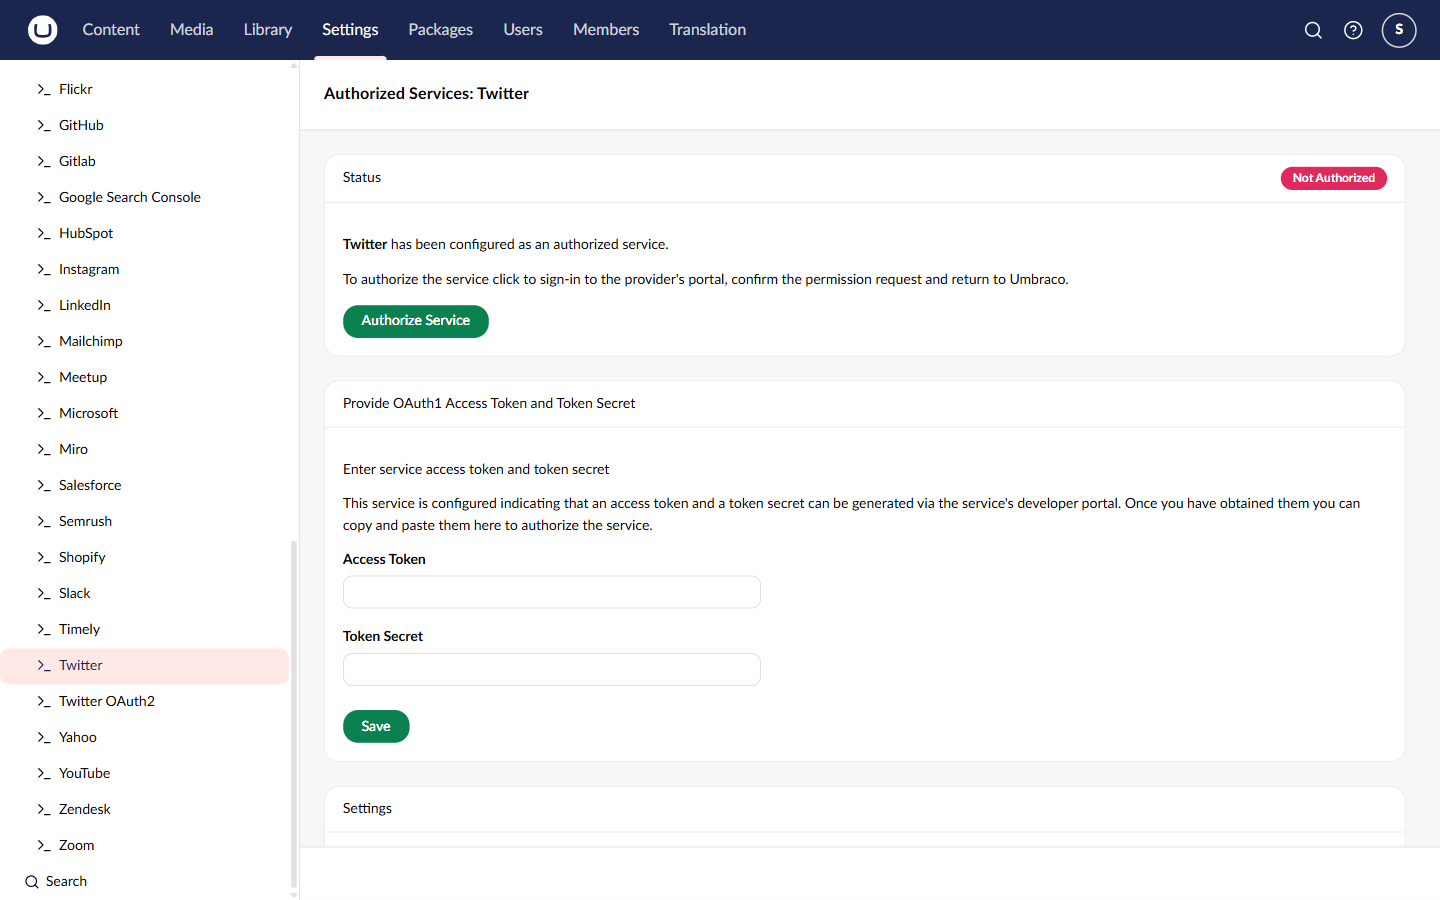 Content Media Library Settings Packages Users Members Translation S
Flickr
GitHub
Gitlab
Google Search Console
HubSpot
Instagram
LinkedIn
Mailchimp
Meetup
Microsoft
Miro
Salesforce
Semrush
Shopify
Slack
Timely
Twitter
Twitter OAuth2
Yahoo
YouTube
Zendesk
Zoom
Search
Authorized Services: Twitter
Status
Not Authorized
Twitter has been configured as an authorized service.
To authorize the service click to sign-in to the provider's portal, confirm the permission request and return to Umbraco.
Authorize Service
Provide OAuth1 Access Token and Token Secret
Enter service access token and token secret
This service is configured indicating that an access token and a token secret can be generated via the service's developer portal. Once you have obtained them you can
copy and paste them here to authorize the service.
Access Token
Token Secret
Save
Settings